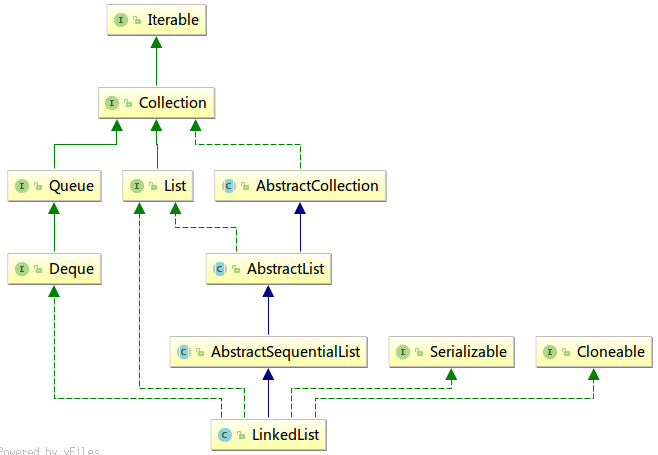 I Iterable
I Collection
I Queue
I List
C AbstractCollection
I Deque
C AbstractList
C AbstractSequentialList
I Serializable
I Cloneable
C LinkedList
Powered by yFiles